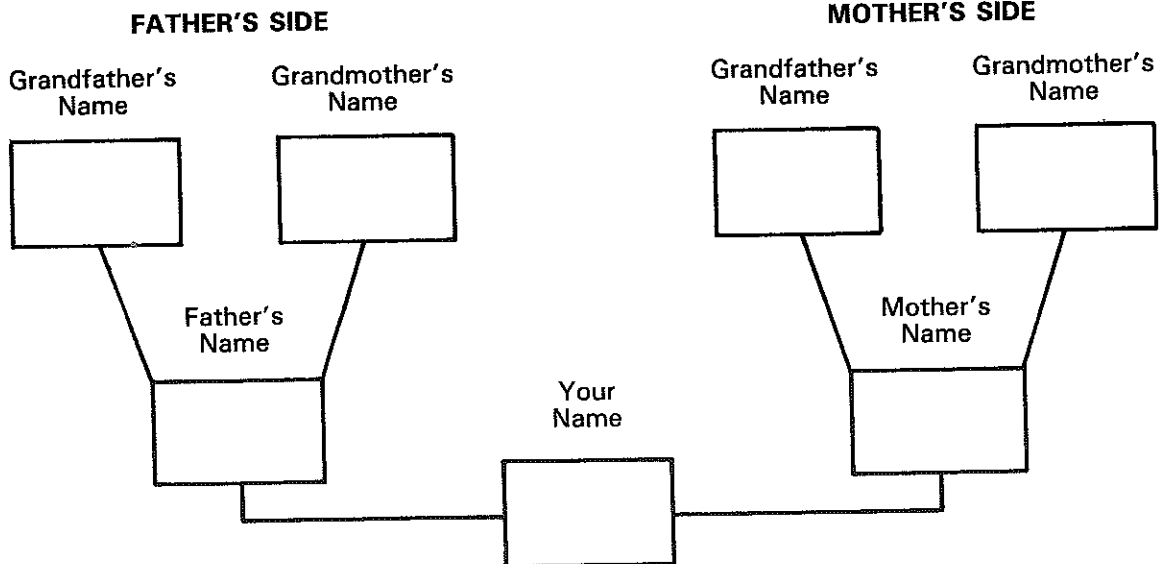 FATHER'S SIDE
Grandfather's
Name
Grandmother's
Name
Father's
Name
MOTHER'S SIDE
Grandfather's
Name
Grandmother's
Name
Mother's
Name
Your
Name